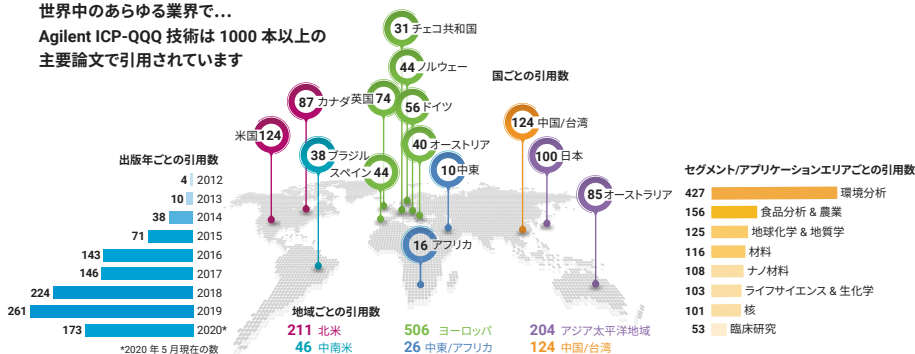 世界中のあらゆる業界で...
Agilent ICP-QQQ 技術は 1000 本以上の
主要論文で引用されています
国ごとの引用数
31 チェコ共和国
44 ノルウェー
87 カナダ
英国 74
56 ドイツ
米国 124
38 ブラジル
スペイン 44
40 オーストリア
10 中東
124 中国/台湾
100 日本
85 オーストラリア
16 アフリカ
出版年ごとの引用数
4 2012
10 2013
38 2014
71 2015
143 2016
146 2017
224 2018
261 2019
173 2020*
*2020 年 5 月現在の数
地域ごとの引用数
211 北米 506 ヨーロッパ 204 アジア太平洋地域
46 中南米 26 中東/アフリカ 124 中国/台湾
セグメント/アプリケーションエリアごとの引用数
427 環境分析
156 食品分析 & 農業
125 地球化学 & 地質学
116 材料
108 ナノ材料
103 ライフサイエンス & 生化学
101 核
53 臨床研究